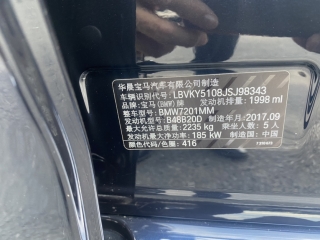 华晨宝马汽车有限公司制造
车辆识别代号: LBVKY5108JSJ98343
品牌: 宝马(BMW)牌 发动机排量: 1998 ml
整车型号: BMW7201MM
发动机型号: B48B20D 制造年月: 2017.09
最大允许总质量: 2235 kg 乘坐人数: 5 人
发动机最大净功率: 185 kW 制造国: 中国
颜色代码/色图: 416